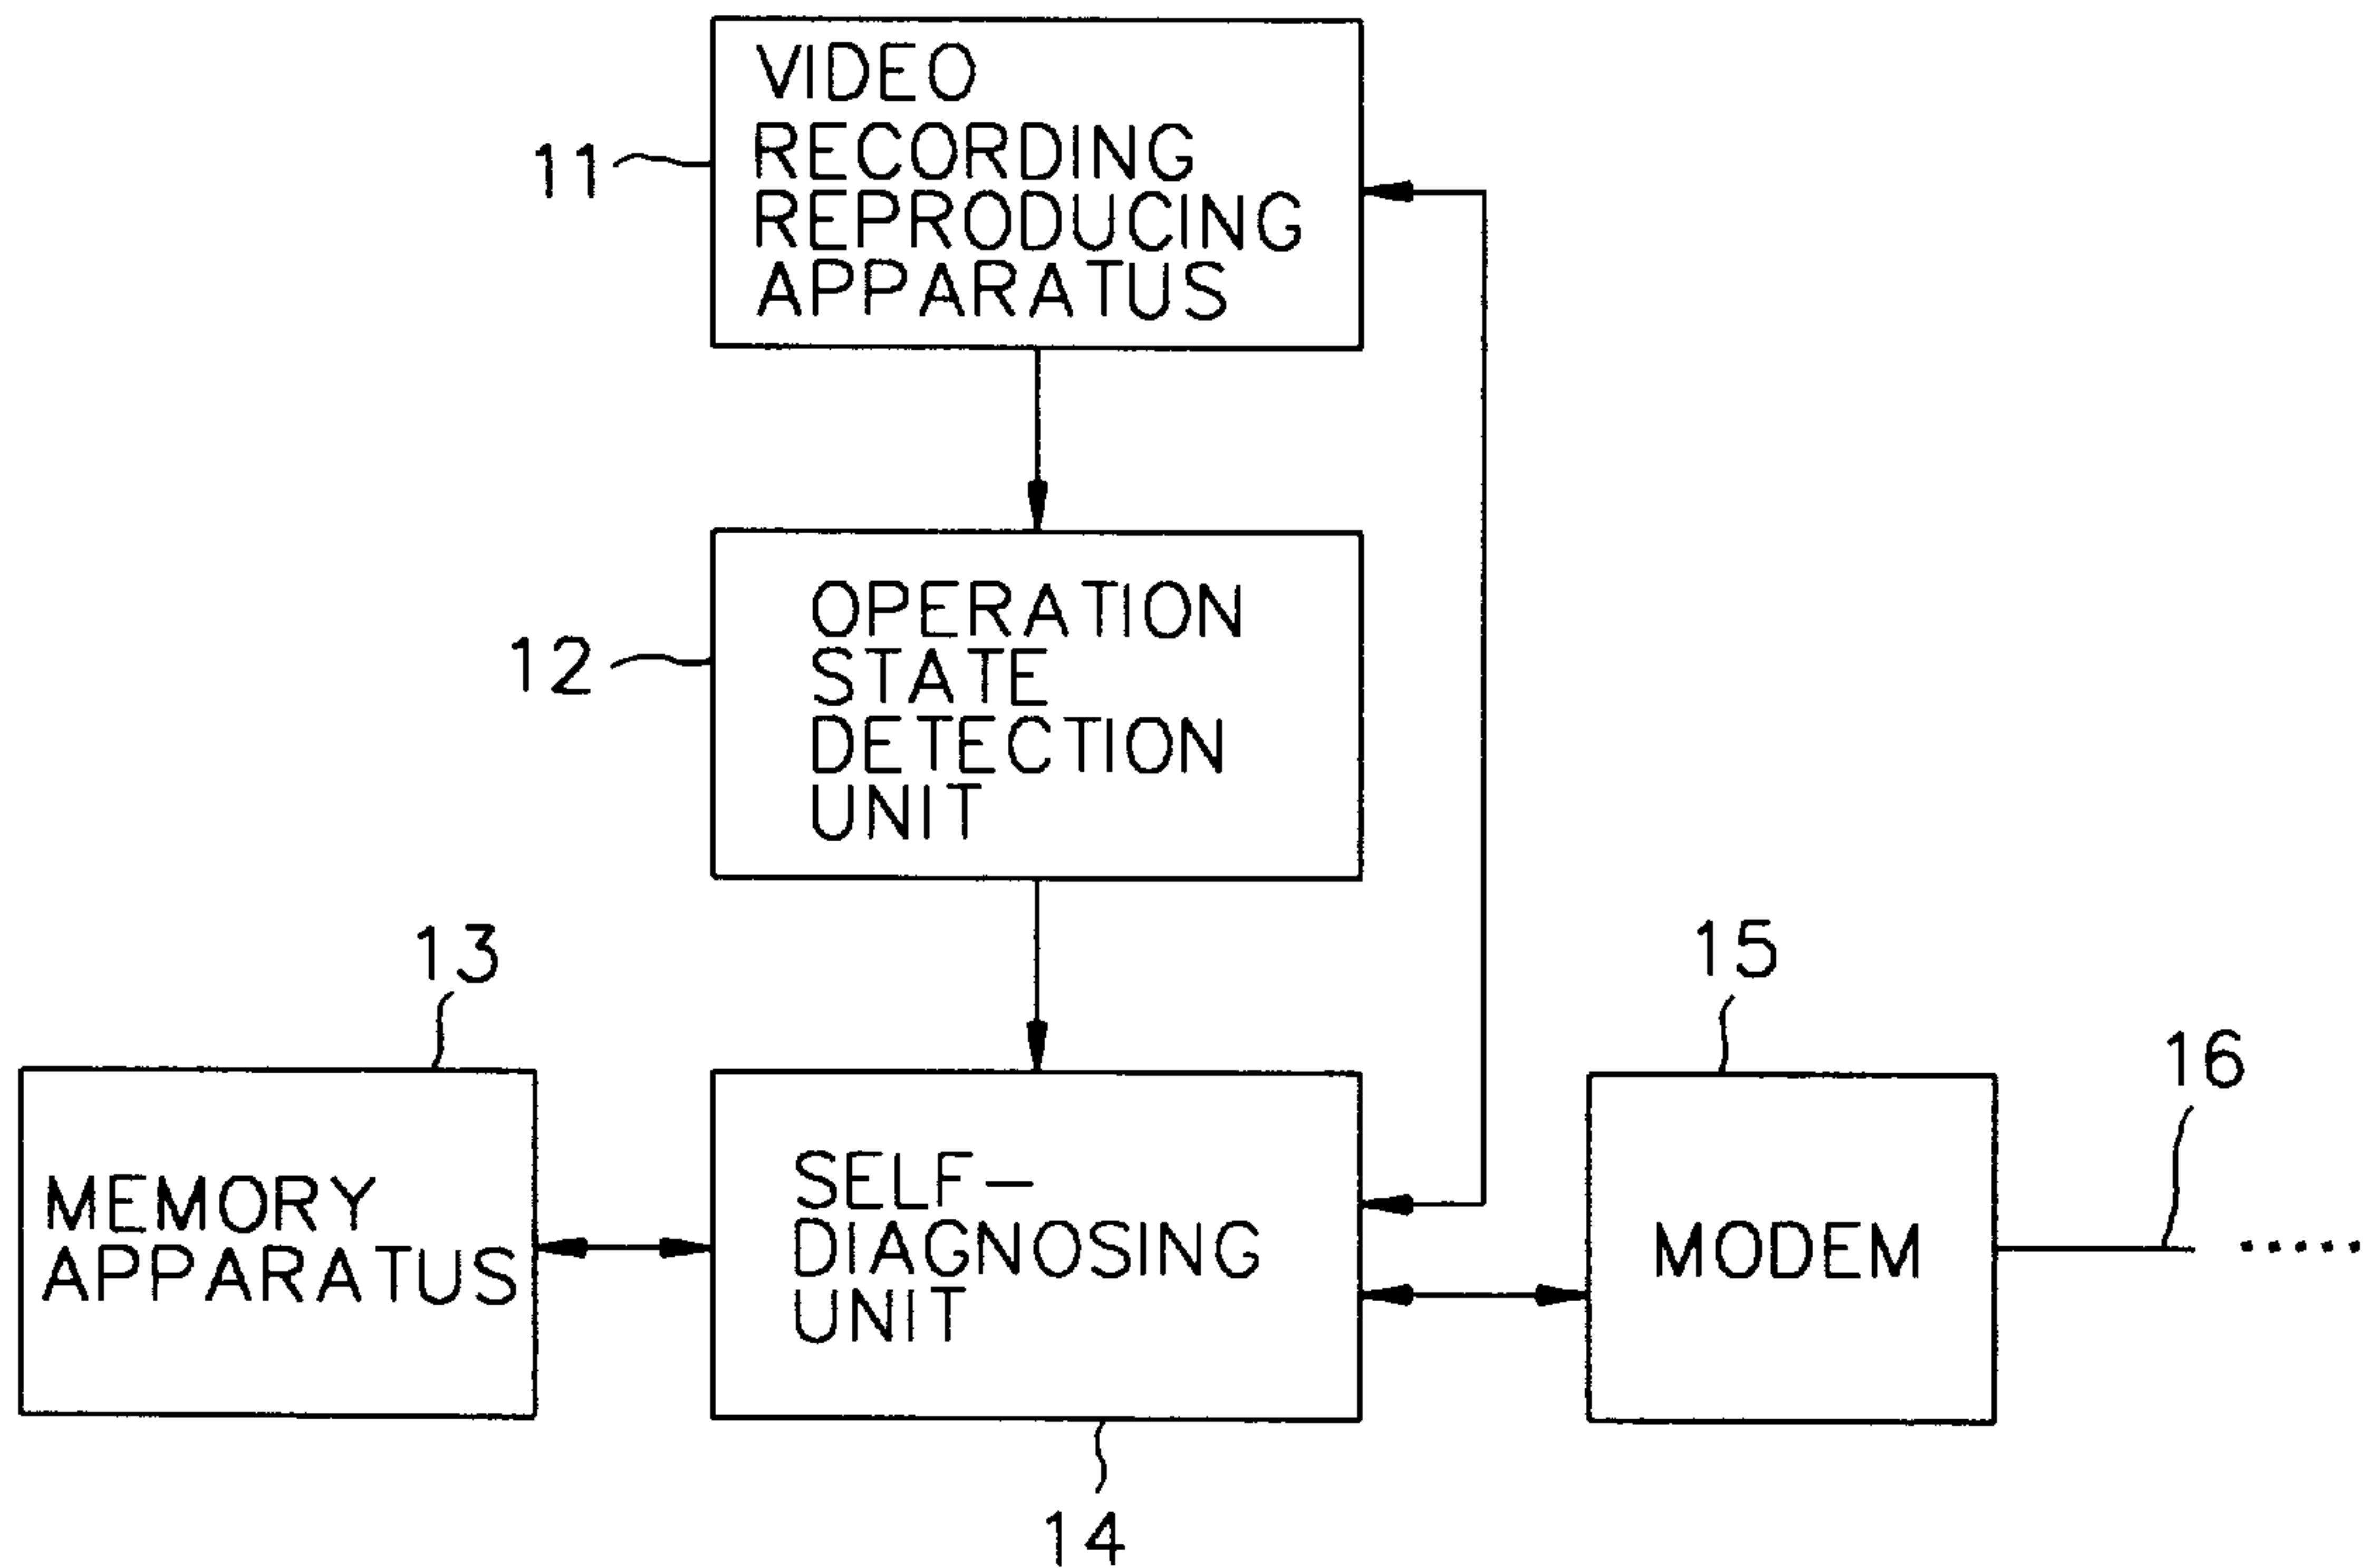 VIDEO
RECORDING
REPRODUCING
APPARATUS
11
OPERATION
STATE
DETECTION
UNIT
12
13
MEMORY
APPARATUS
SELF-
DIAGNOSING
UNIT
14
15
MODEM
16